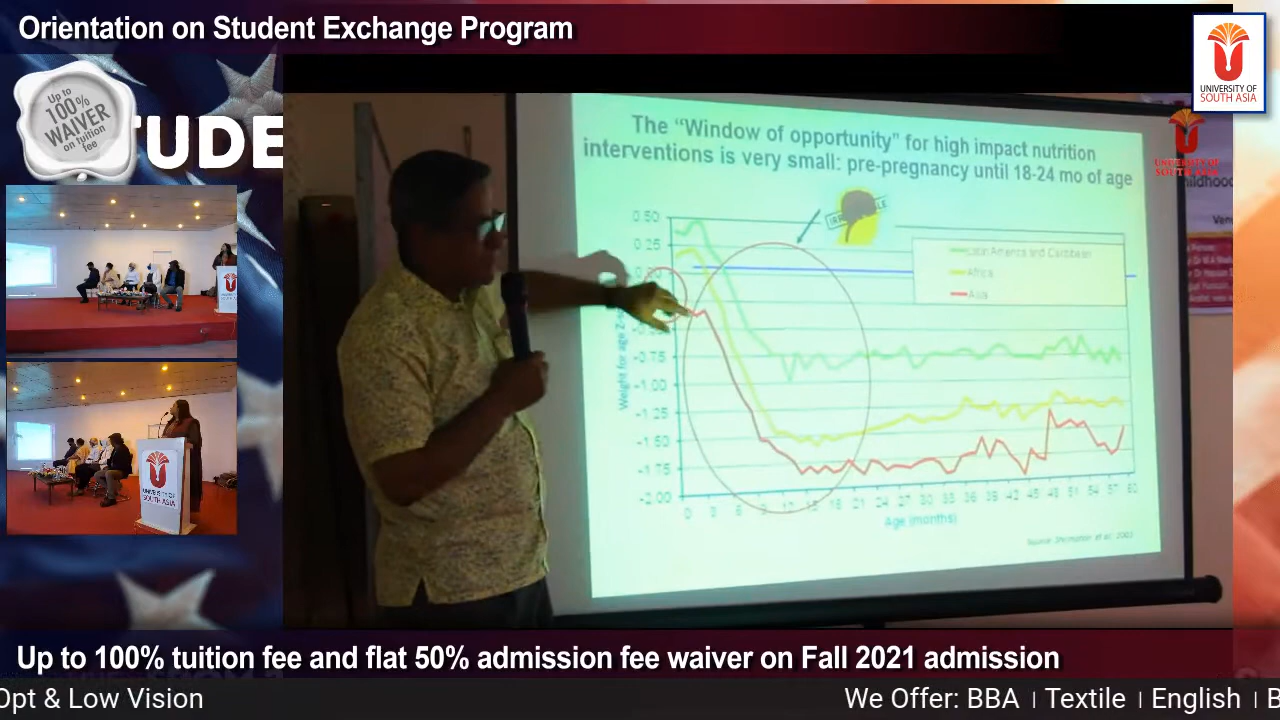 Orientation on Student Exchange Program
UNIVERSITY OF
SOUTH ASIA
Up to
100%
WAIVER
on tuition
fee
TUDE
The “Window of opportunity” for high impact nutrition
interventions is very small: pre-pregnancy until 18-24 mo of age
UNIVERSITY OF
SOUTH ASIA
Latin America and Caribbean
Africa
Asia
0.50
0.25
-0.75
-1.00
-1.25
-1.50
-1.75
-2.00
Weight for age
0 3 6 9 12 15 18 21 24 27 30 33 36 39 42 45 48 51 54 57 60
Age (months)
UNIVERSITY OF
SOUTH ASIA
Up to 100% tuition fee and flat 50% admission fee waiver on Fall 2021 admission
Opt & Low Vision
We Offer: BBA | Textile | English | B